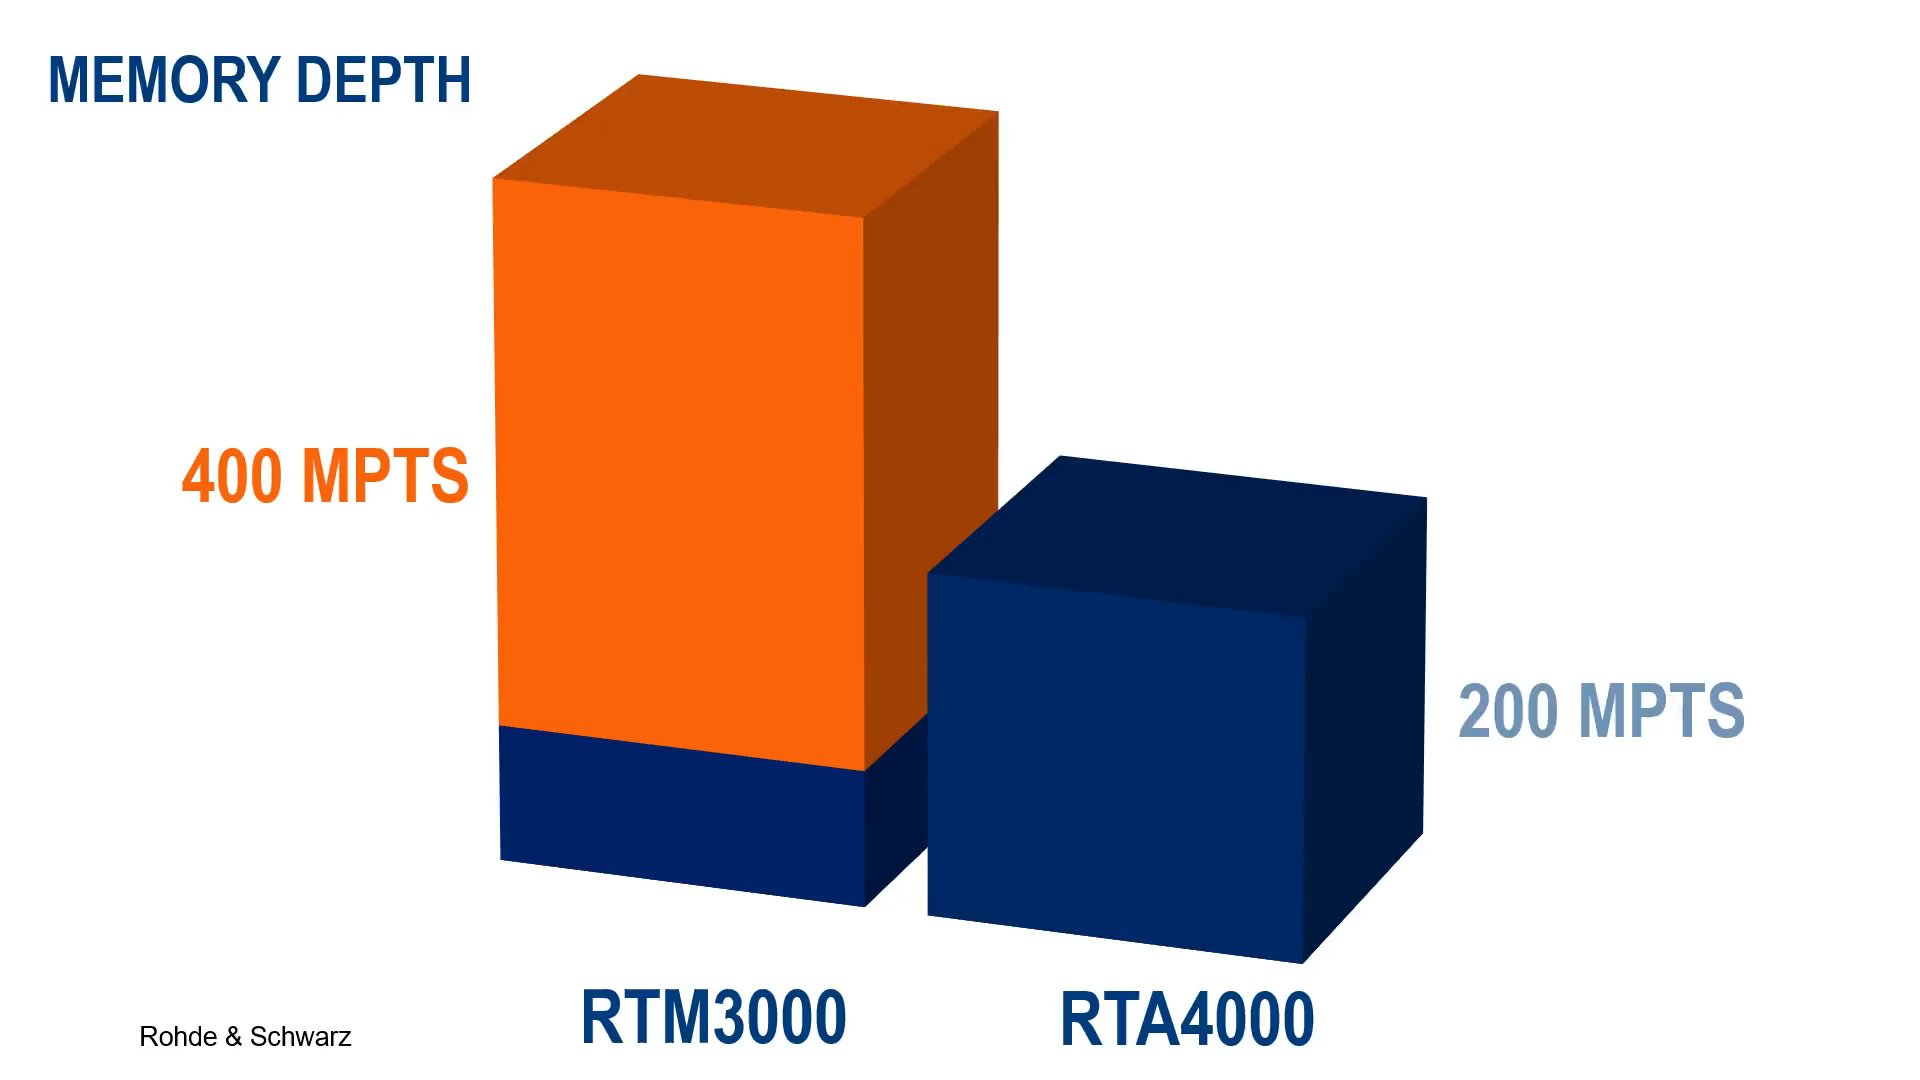 MEMORY DEPTH
400 MPTS
200 MPTS
RTM3000
RTA4000
Rohde & Schwarz